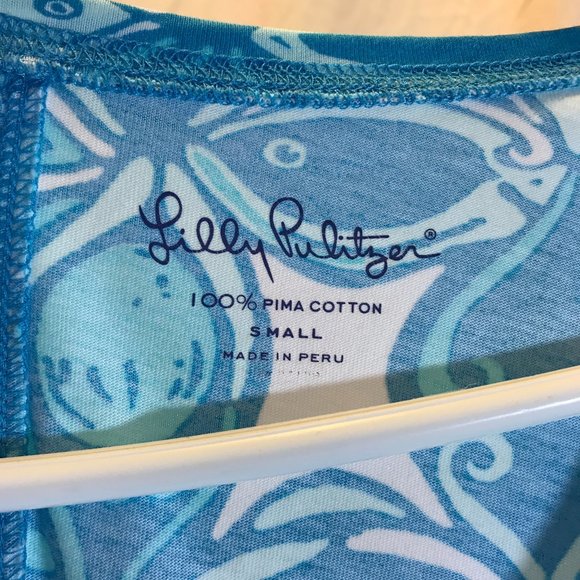 Lilly Pulitzer®
100% PIMA COTTON
SMALL
MADE IN PERU